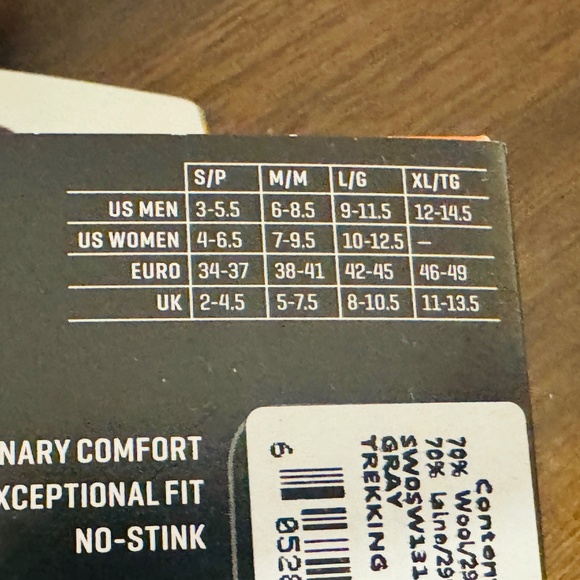 S/P M/M L/G XL/TG
US MEN 3-5.5 6-8.5 9-11.5 12-14.5
US WOMEN 4-6.5 7-9.5 10-12.5 –
EURO 34-37 38-41 42-45 46-49
UK 2-4.5 5-7.5 8-10.5 11-13.5
NARY COMFORT
XCEPTIONAL FIT
NO-STINK
Conten
70% Wool/29
70% laine/29
SW0SW131
GRAY
TREKKING
6 0528